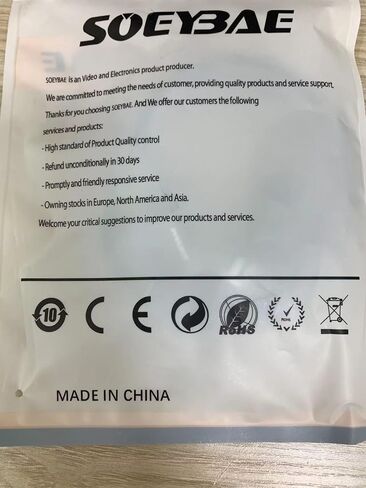 SOEYBAE
SOEYBAE is an Video and Electronics product producer.
We are committed to meeting the needs of customer, providing quality products and service support.
Thanks for you choosing SOEYBAE. And We offer our customers the following
services and products:
- High standard of Product Quality control
- Refund unconditionally in 30 days
- Promptly and friendly responsive service
- Owning stocks in Europe, North America and Asia.
Welcome your critical suggestions to improve our products and services.
10 C E ROHS ROHS
MADE IN CHINA